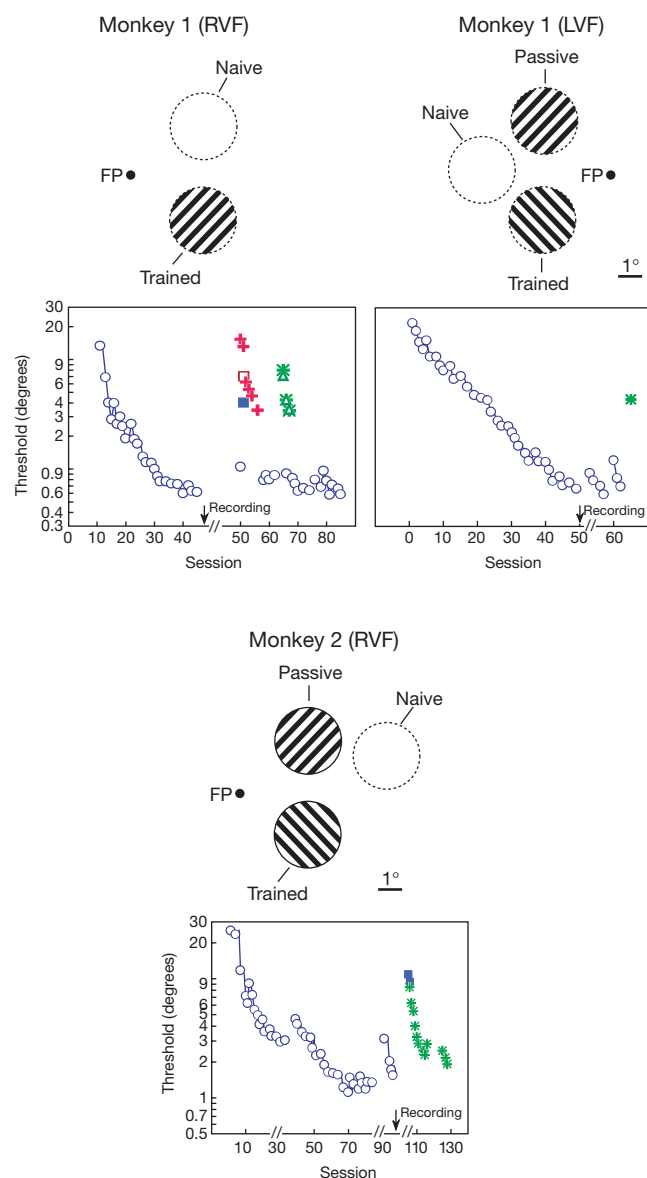 Monkey 1 (RVF)
Naive
FP
Trained
Threshold (degrees)
30
20
9
6
4
3
2
0.9
0.6
0.4
0.3
Recording
0 10 20 30 40 50 60 70 80
Session
Monkey 1 (LVF)
Passive
Naive
FP
Trained
1°
Recording
0 10 20 30 40 50 60
Session
Monkey 2 (RVF)
Passive
Naive
FP
Trained
1°
Threshold (degrees)
30
20
9
7
5
4
3
2
1
0.7
0.5
Recording
10 30 50 70 90 110 130
Session